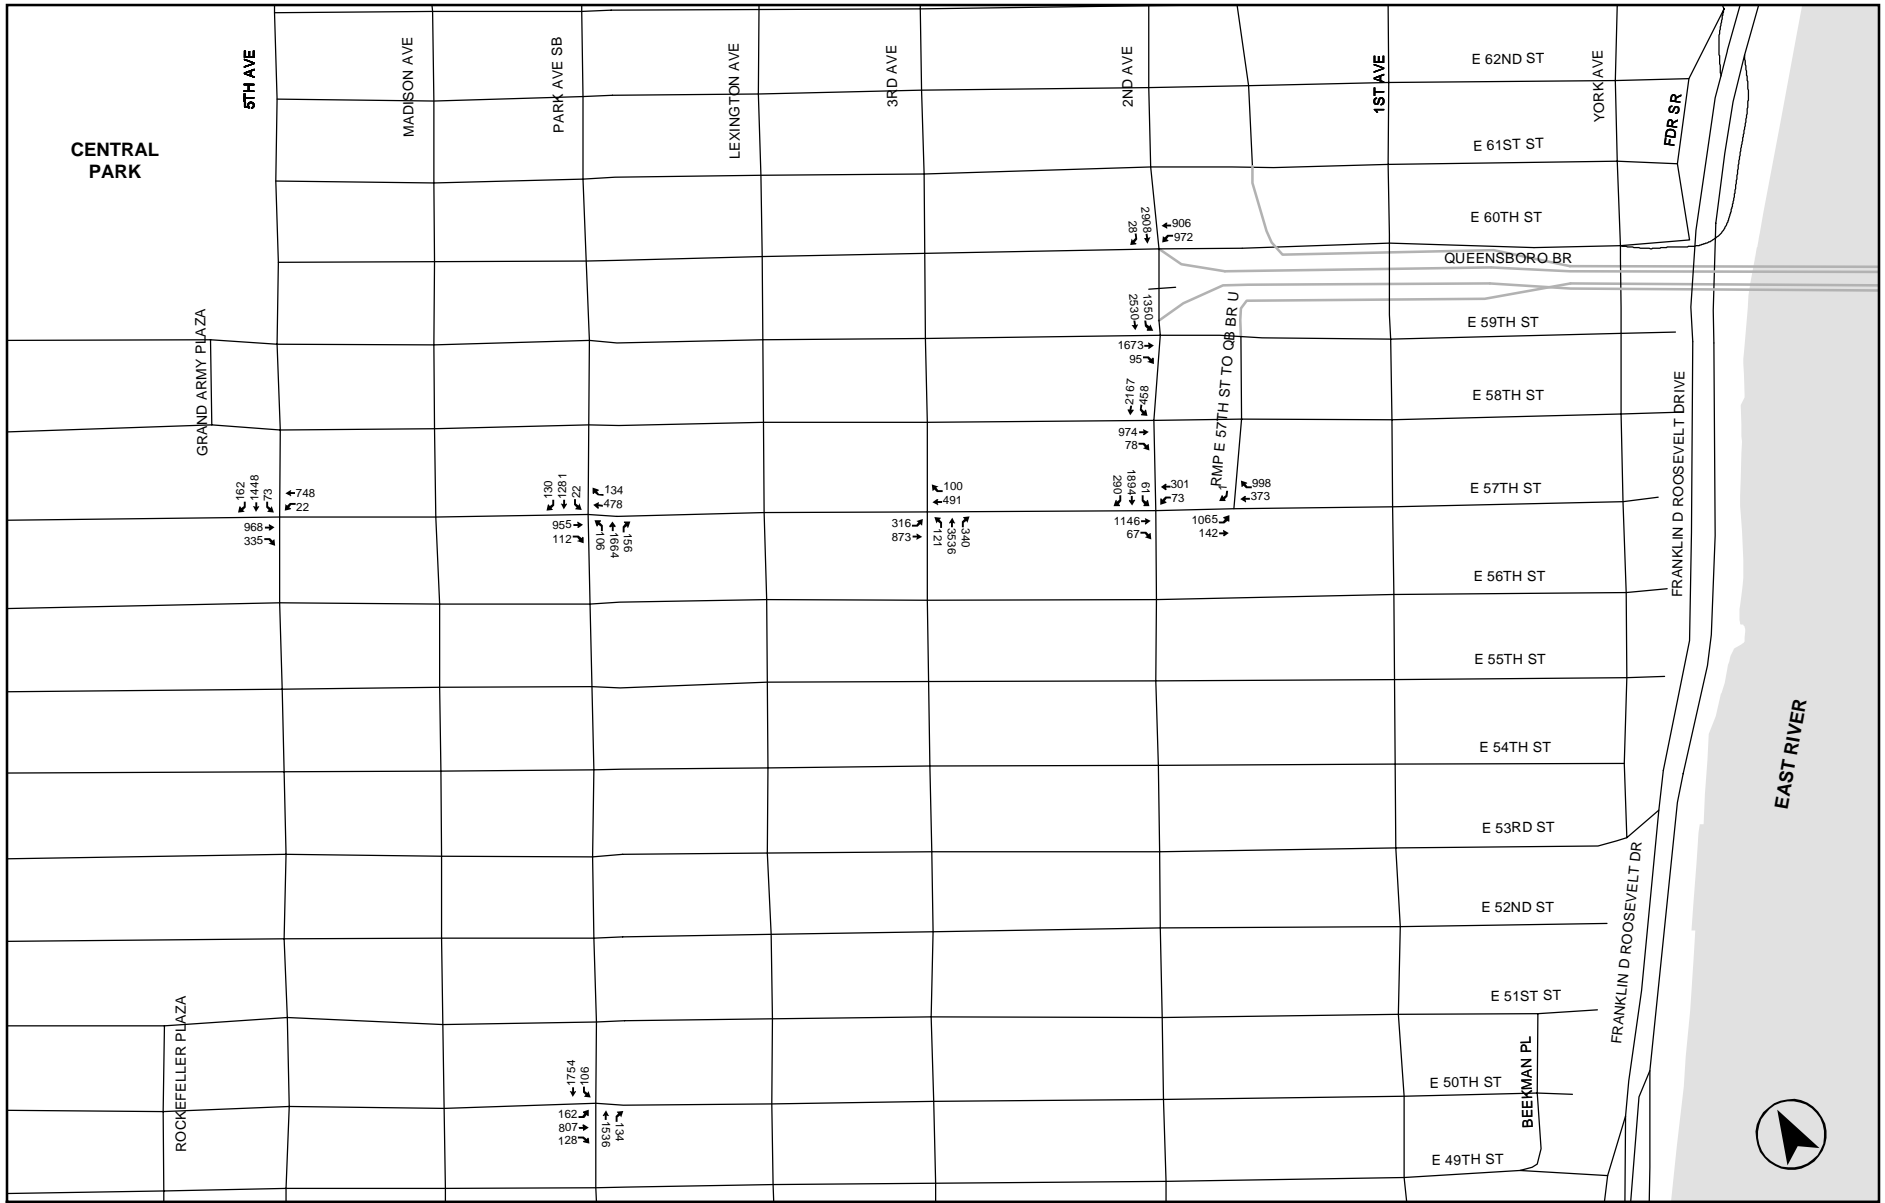 5TH AVE
MADISON AVE
PARK AVE SB
LEXINGTON AVE
3RD AVE
2ND AVE
1ST AVE
YORK AVE
FDR SR
E 62ND ST
CENTRAL
PARK
E 61ST ST
E 60TH ST
28
2908
906
972
QUEENSBORO BR
GRAND ARMY PLAZA
2530
1350
E 59TH ST
1673
95
RMP E 57TH ST TO QB BR U
FRANKLIN D ROOSEVELT DRIVE
2167
458
E 58TH ST
974
78
162
1448
73
748
22
968
335
130
1281
22
134
478
955
112
106
1664
156
100
491
316
873
121
3536
340
290
1894
61
301
73
1146
67
1
998
373
1065
142
E 57TH ST
E 56TH ST
E 55TH ST
E 54TH ST
EAST RIVER
E 53RD ST
FRANKLIN D ROOSEVELT DR
E 52ND ST
E 51ST ST
ROCKEFELLER PLAZA
1754
106
162
807
128
1536
134
E 50TH ST
BEEKMAN PL
E 49TH ST